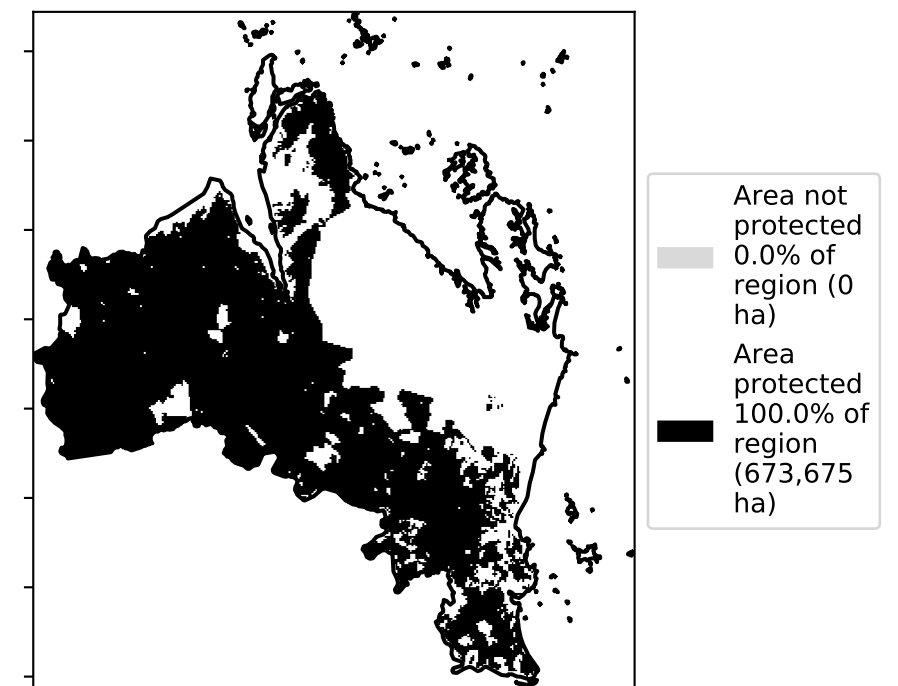 Area not
protected
0.0% of
region (0
ha)
Area
protected
100.0% of
region
(673,675
ha)